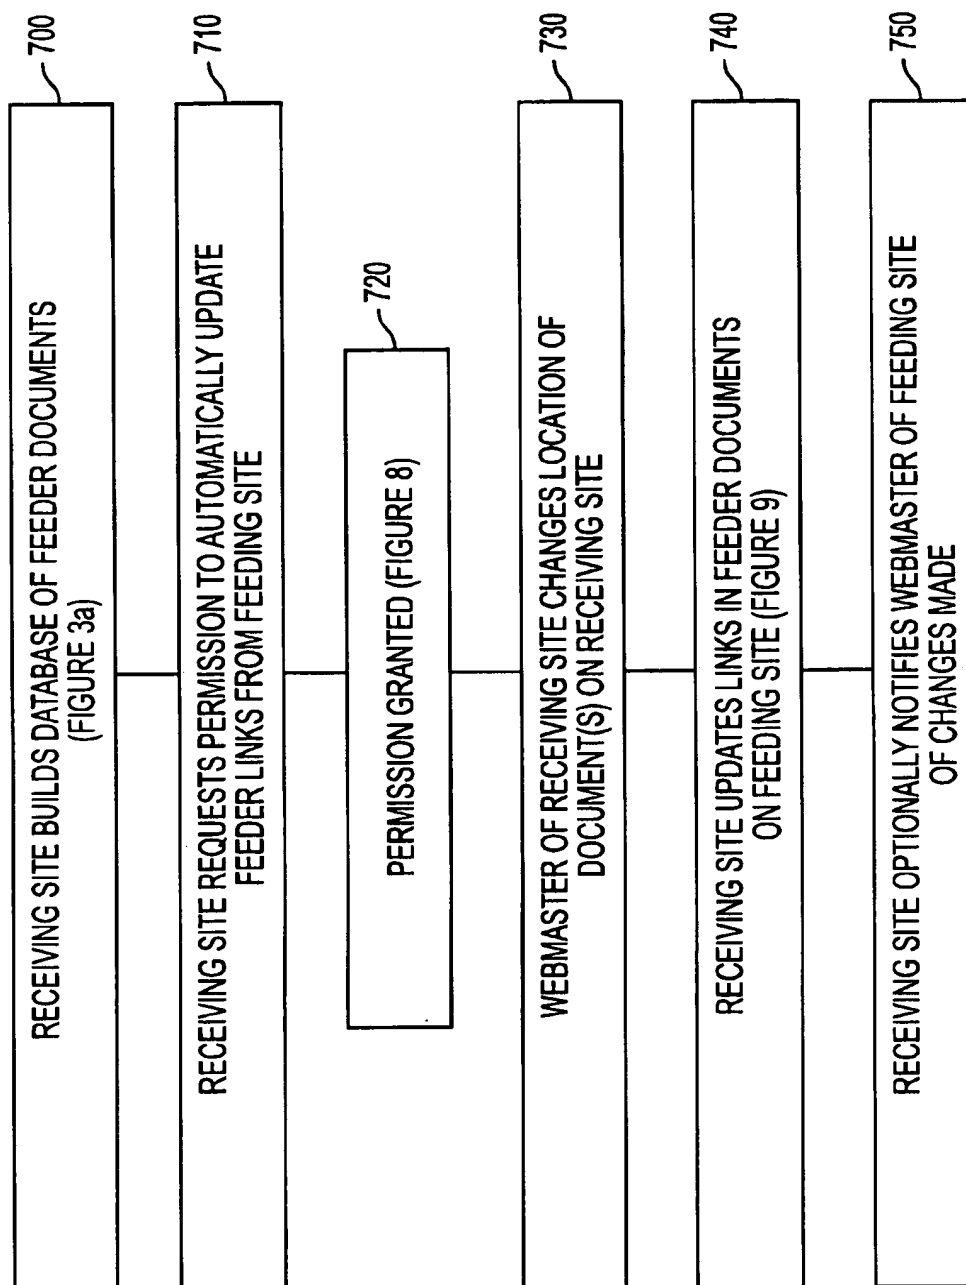 700
RECEIVING SITE BUILDS DATABASE OF FEEDER DOCUMENTS
(FIGURE 3a)
710
RECEIVING SITE REQUESTS PERMISSION TO AUTOMATICALLY UPDATE
FEEDER LINKS FROM FEEDING SITE
720
PERMISSION GRANTED (FIGURE 8)
730
WEBMASTER OF RECEIVING SITE CHANGES LOCATION OF
DOCUMENT(S) ON RECEIVING SITE
740
RECEIVING SITE UPDATES LINKS IN FEEDER DOCUMENTS
ON FEEDING SITE (FIGURE 9)
750
RECEIVING SITE OPTIONALLY NOTIFIES WEBMASTER OF FEEDING SITE
OF CHANGES MADE